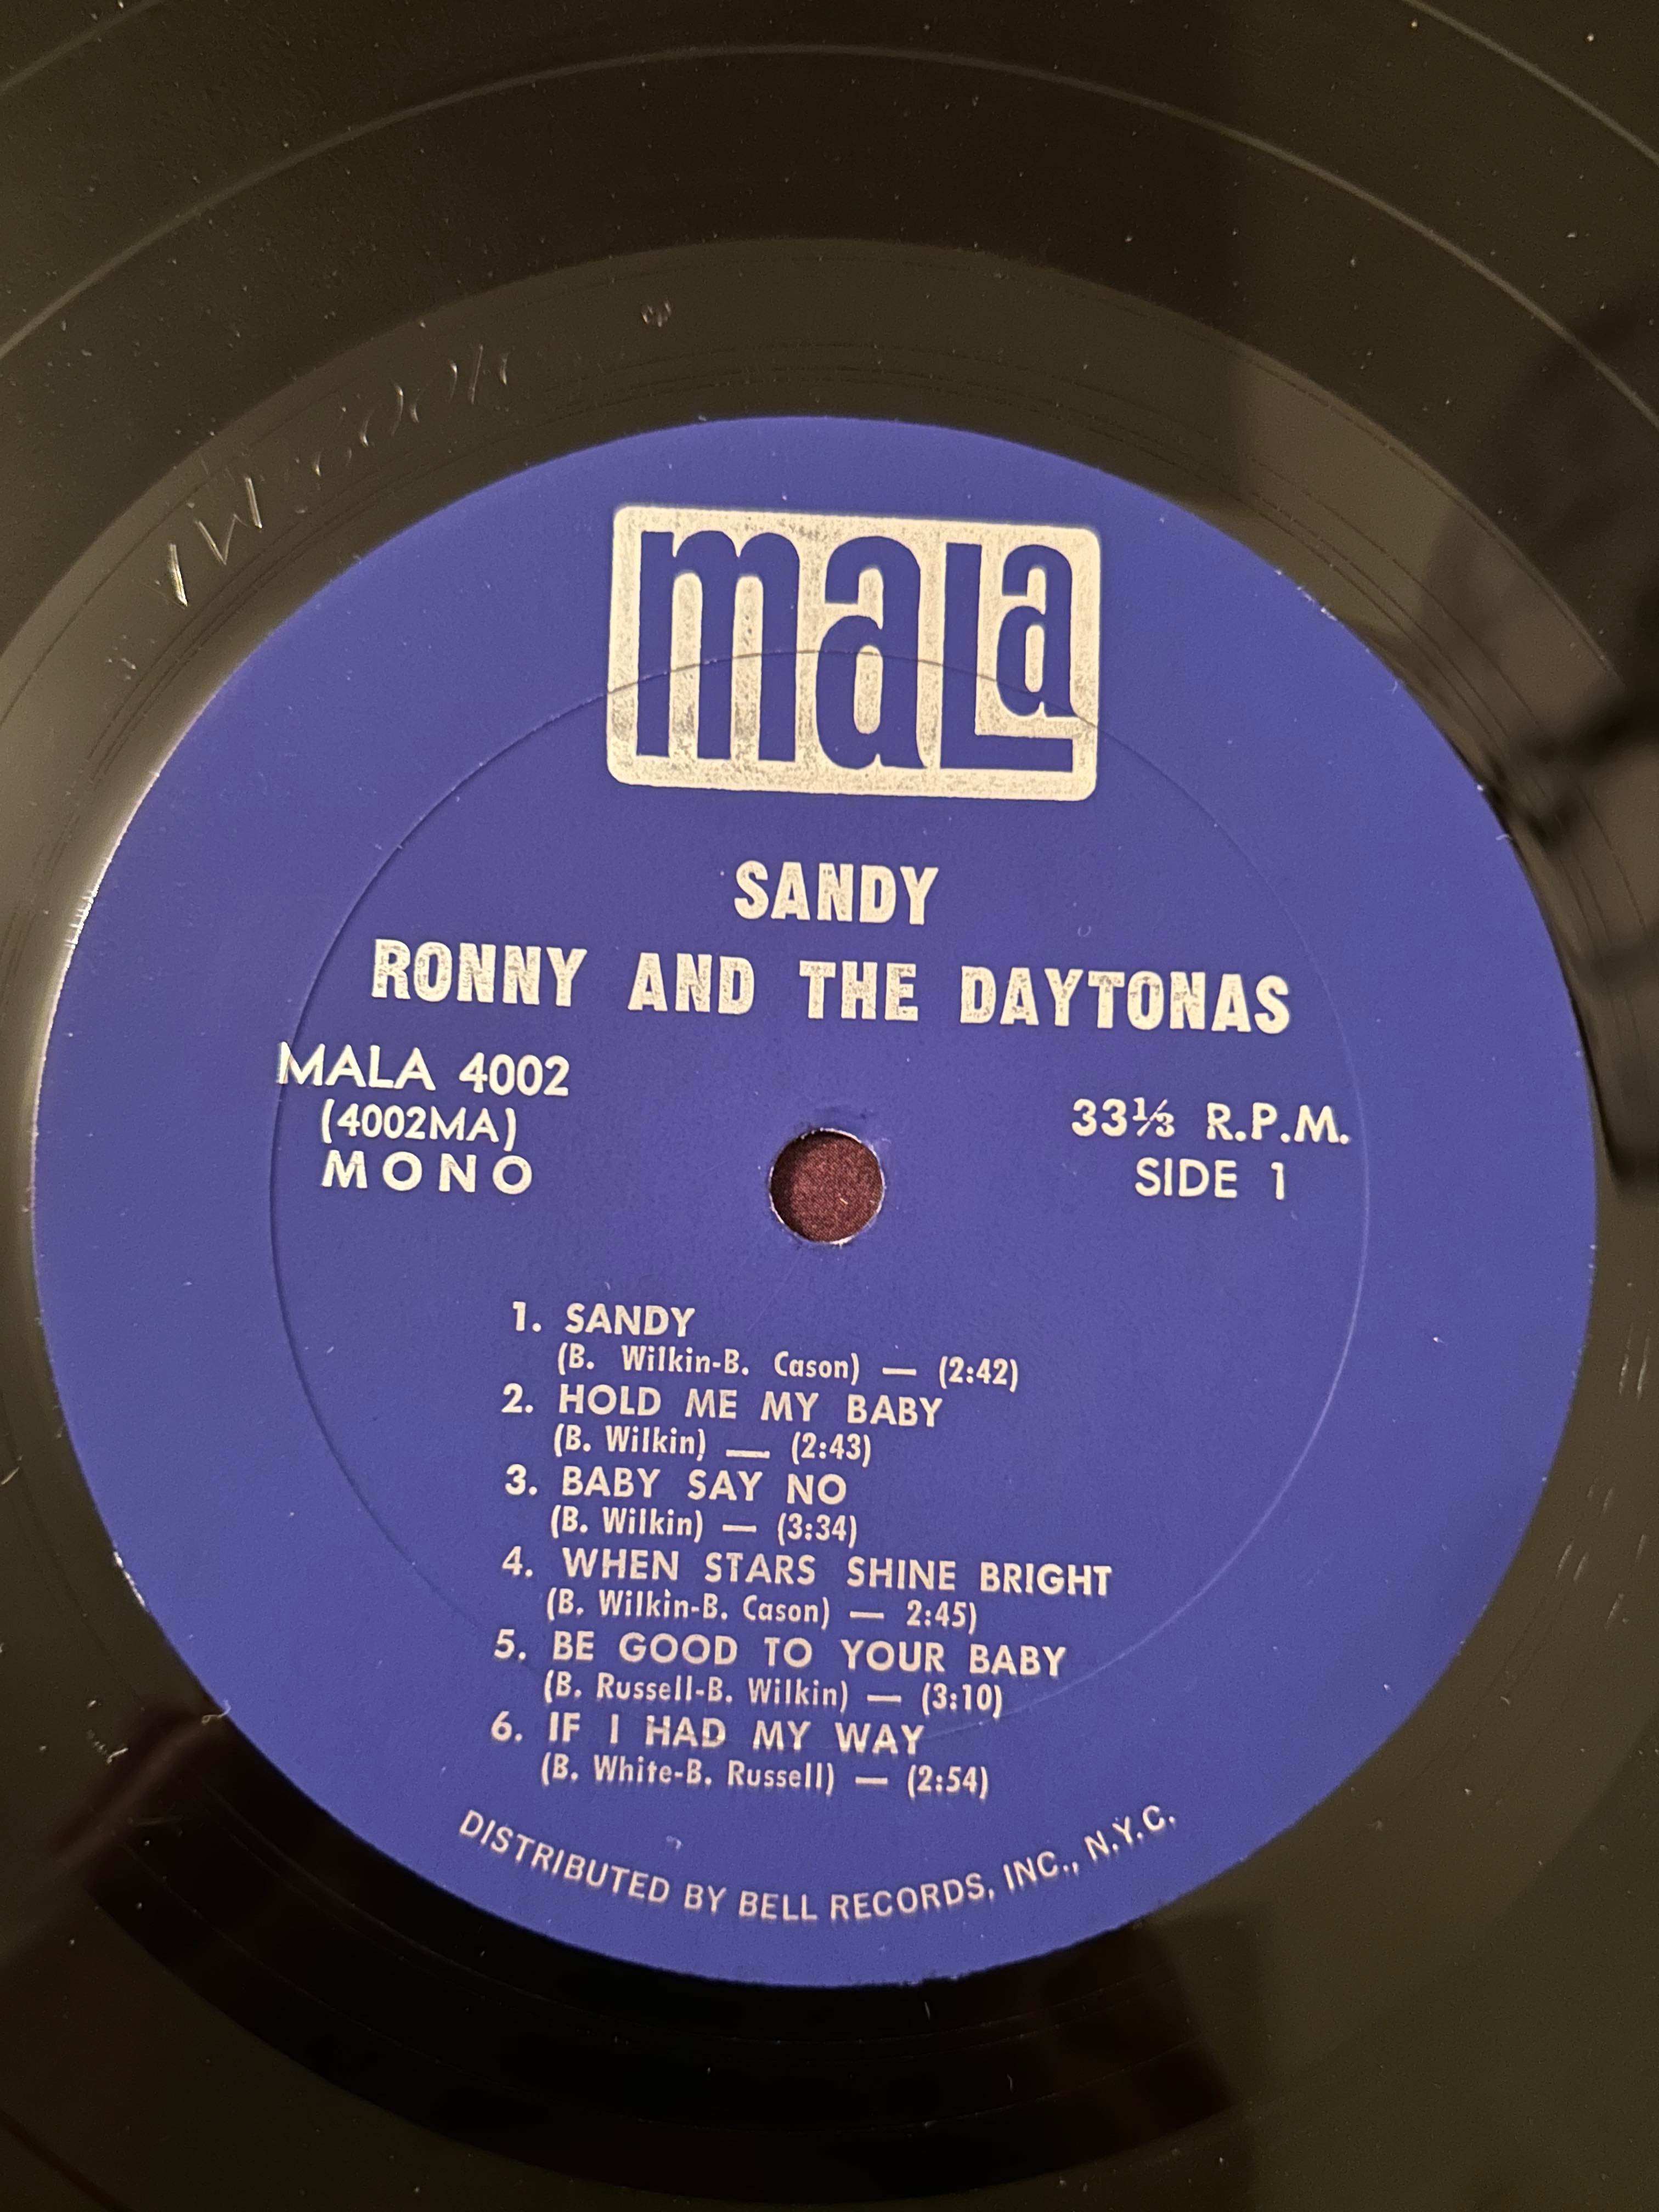 maLa
SANDY
RONNY AND THE DAYTONAS
MALA 4002
(4002MA)
MONO
33⅓ R.P.M.
SIDE 1
1. SANDY
(B. Wilkin-B. Cason) — (2:42)
2. HOLD ME MY BABY
(B. Wilkin) — (2:43)
3. BABY SAY NO
(B. Wilkin) — (3:34)
4. WHEN STARS SHINE BRIGHT
(B. Wilkin-B. Cason) — 2:45)
5. BE GOOD TO YOUR BABY
(B. Russell-B. Wilkin) — (3:10)
6. IF I HAD MY WAY
(B. White-B. Russell) — (2:54)
DISTRIBUTED BY BELL RECORDS, INC., N.Y.C.